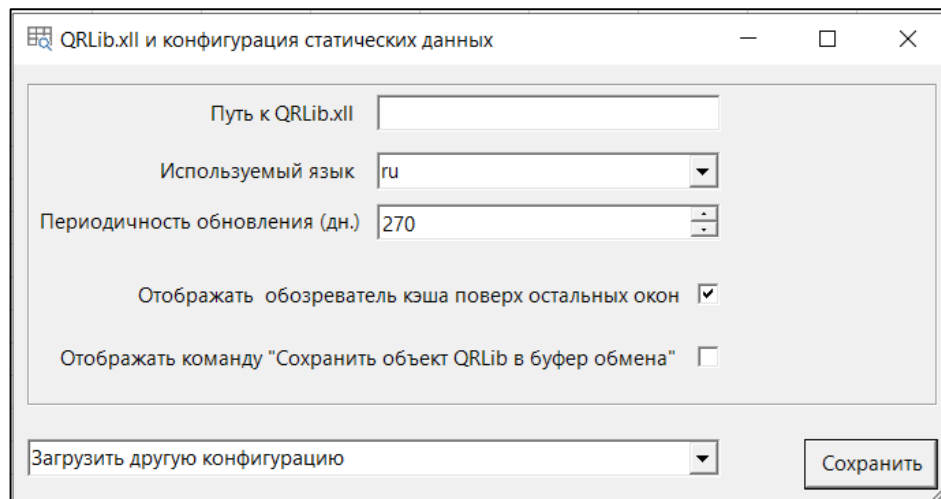 QRLib.xll и конфигурация статических данных
Путь к QRLib.xll
Используемый язык ru
Периодичность обновления (дн.) 270
Отображать обозреватель кэша поверх остальных окон
Отображать команду "Сохранить объект QRLib в буфер обмена"
Загрузить другую конфигурацию Сохранить